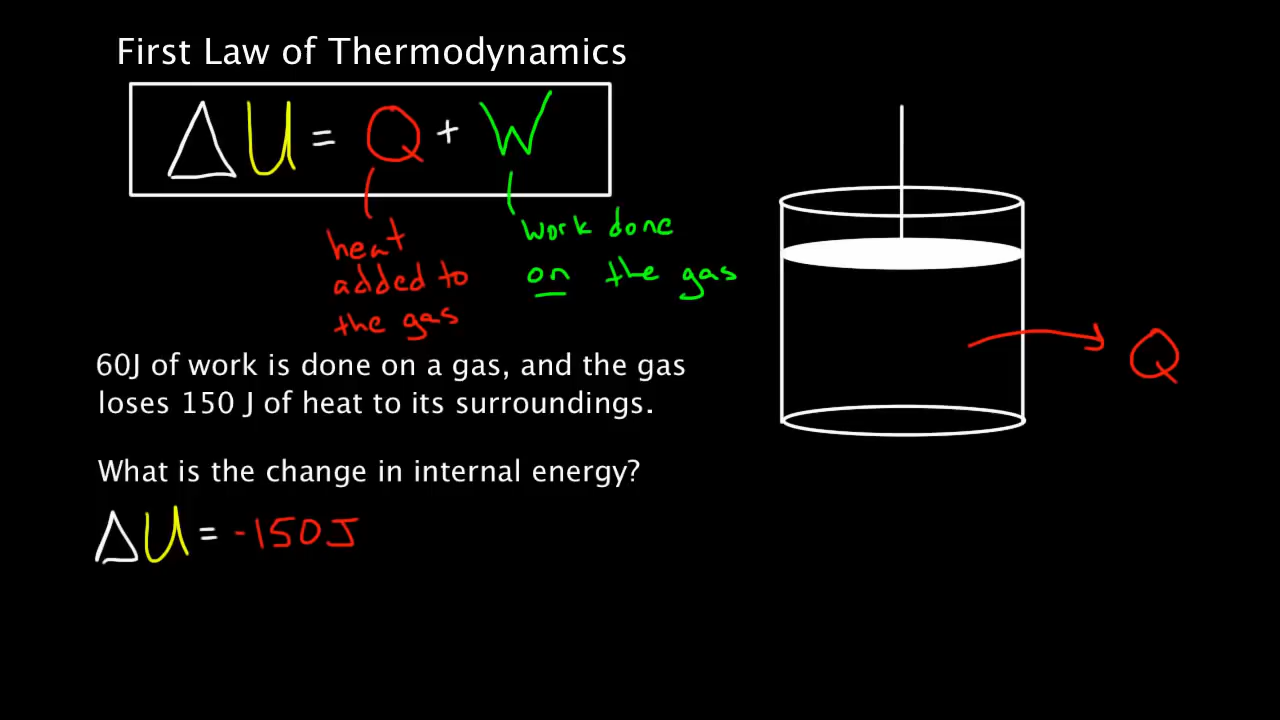 First Law of Thermodynamics
ΔU = Q + W
heat
added to
the gas
work done
on the gas
60J of work is done on a gas, and the gas
loses 150 J of heat to its surroundings.
What is the change in internal energy?
ΔU = -150J
Q